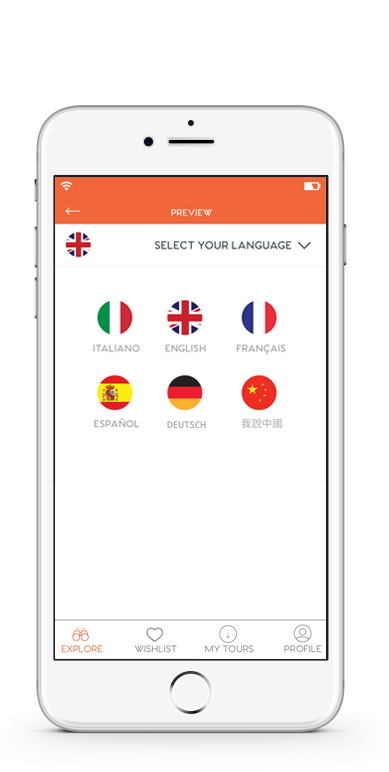 PREVIEW
SELECT YOUR LANGUAGE
ITALIANO ENGLISH FRANÇAIS
ESPAÑOL DEUTSCH 我說中國
EXPLORE WISHLIST MY TOURS PROFILE